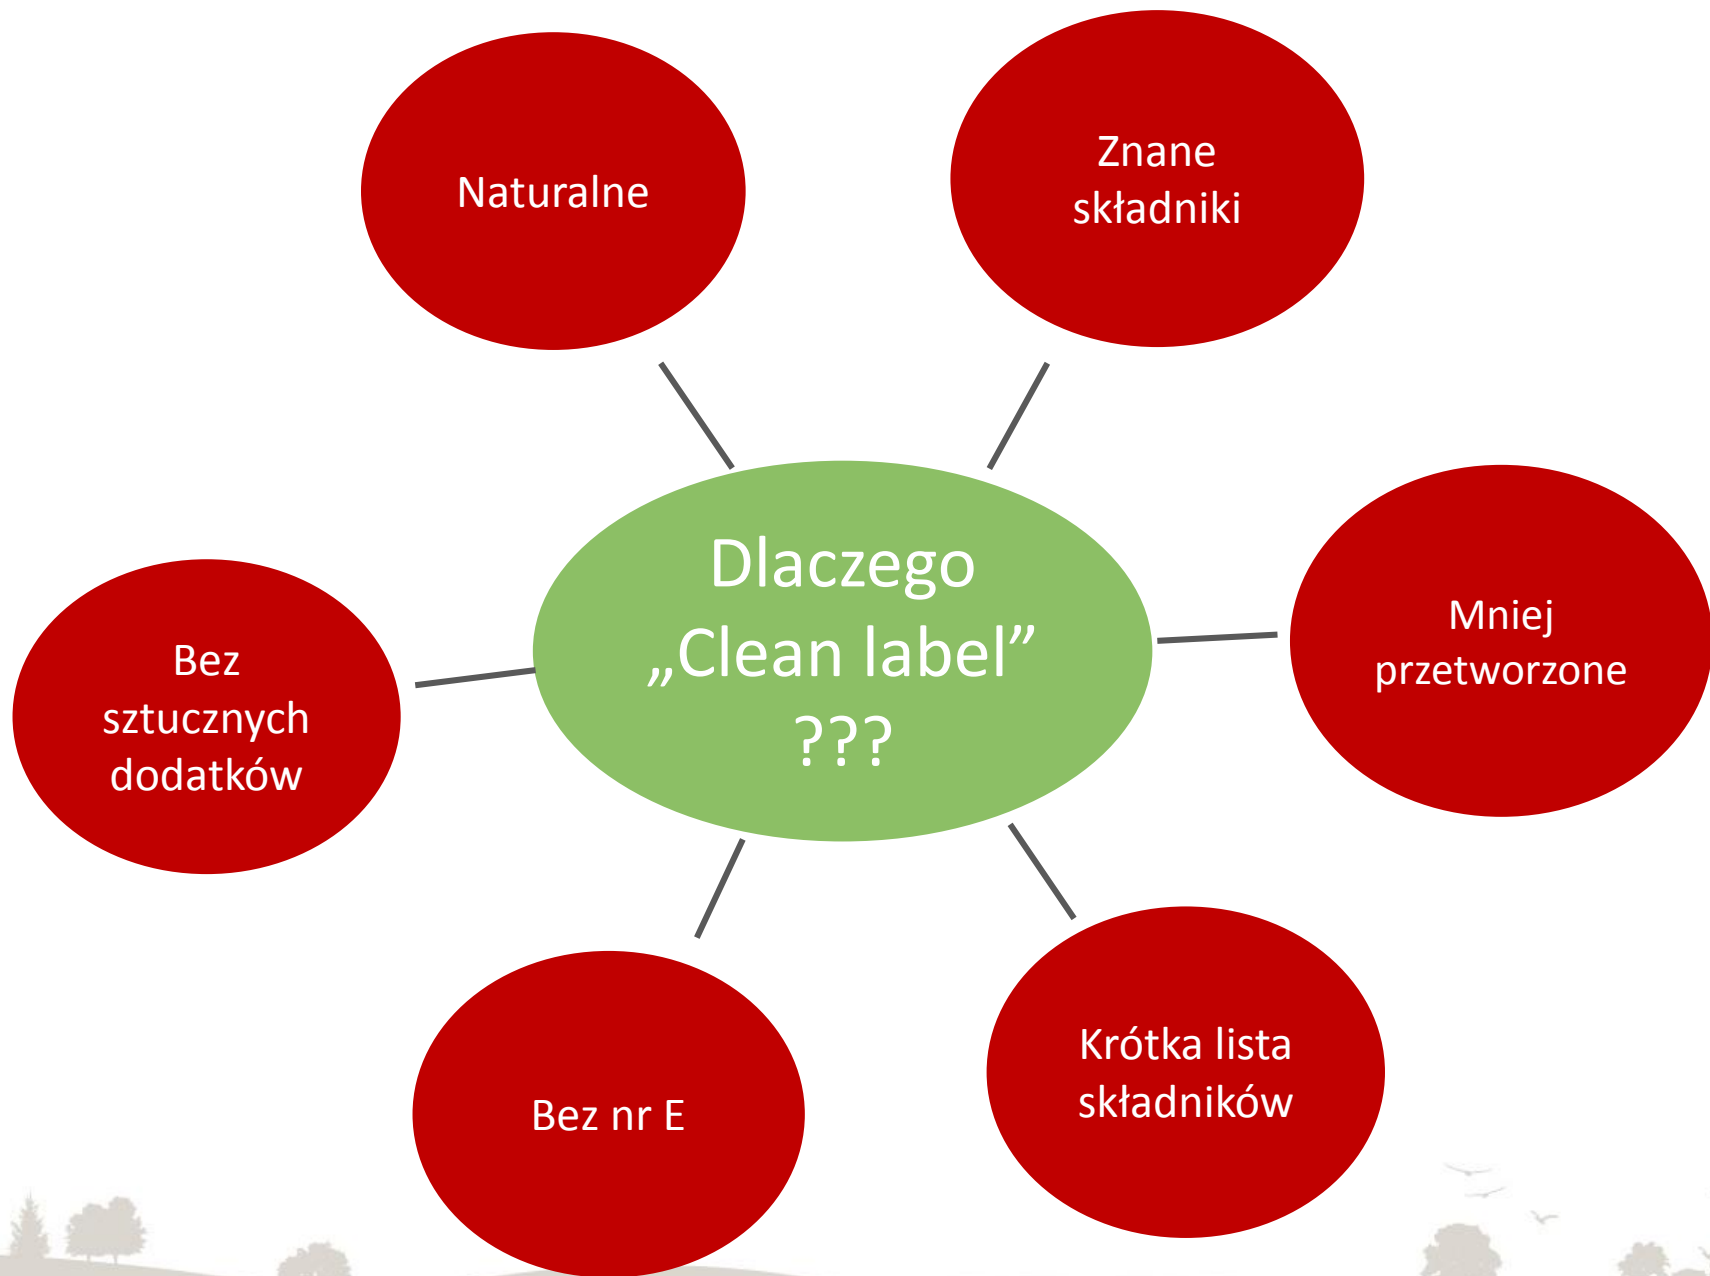 Naturalne
Znane
składniki
Dlaczego
„Clean label”
???
Mniej
przetworzone
Bez
sztucznych
dodatków
Krótka lista
składników
Bez nr E